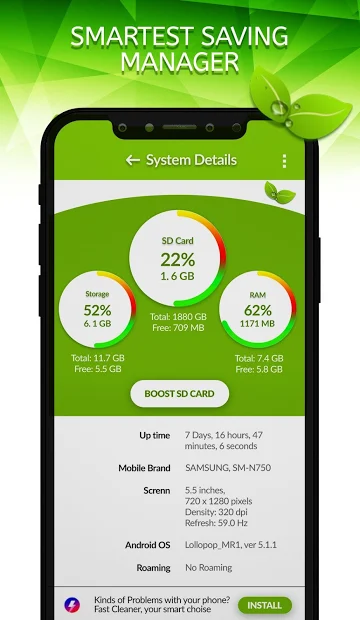 SMARTEST SAVING
MANAGER
System Details
SD Card
22%
1. 6 GB
Storage
52%
6. 1 GB
RAM
62%
1171 MB
Total: 1880 GB
Free: 709 MB
Total: 11.7 GB
Free: 5.5 GB
Total: 7.4 GB
Free: 5.8 GB
BOOST SD CARD
Up time 7 Days, 16 hours, 47
minutes, 6 seconds
Mobile Brand SAMSUNG, SM-N750
Screnn 5.5 inches,
720 x 1280 pixels
Density: 320 dpi
Refresh: 59.0 Hz
Android OS Lollopop_MR1, ver 5.1.1
Roaming No Roaming
Kinds of Problems with your phone?
Fast Cleaner, your smart choise
INSTALL